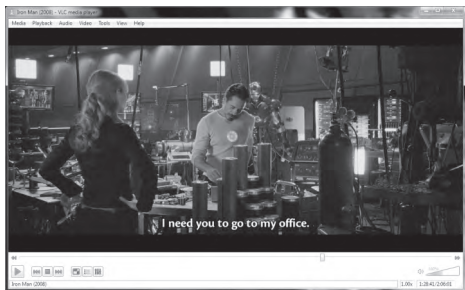 Iron Man (2008) - VLC media player
Media Playback Audio Video Tools View Help
I need you to go to my office.
Iron Man (2008)
1.00x 1:28:41/2:06:01